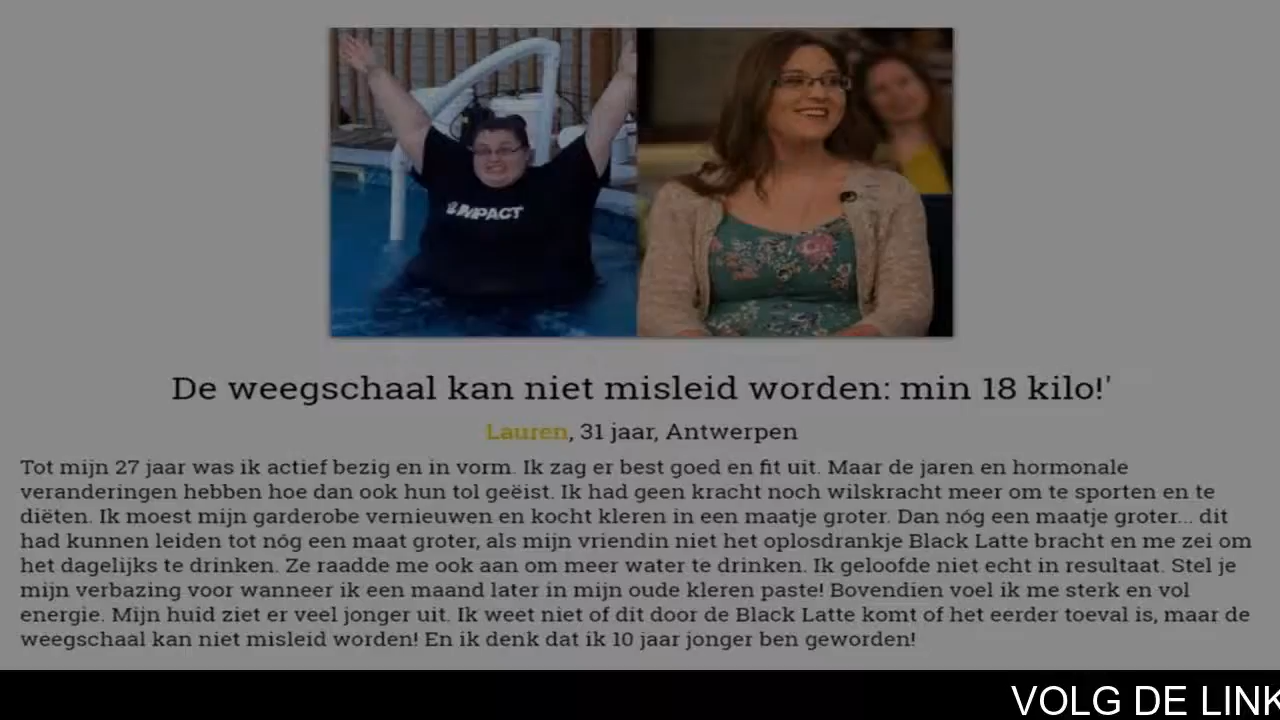 IMPACT
De weegschaal kan niet misleid worden: min 18 kilo!'
Lauren, 31 jaar, Antwerpen
Tot mijn 27 jaar was ik actief bezig en in vorm. Ik zag er best goed en fit uit. Maar de jaren en hormonale
veranderingen hebben hoe dan ook hun tol geëist. Ik had geen kracht noch wilskracht meer om te sporten en te
diëten. Ik moest mijn garderobe vernieuwen en kocht kleren in een maatje groter. Dan nóg een maatje groter... dit
had kunnen leiden tot nóg een maat groter, als mijn vriendin niet het oplosdrankje Black Latte bracht en me zei om
het dagelijks te drinken. Ze raadde me ook aan om meer water te drinken. Ik geloofde niet echt in resultaat. Stel je
mijn verbazing voor wanneer ik een maand later in mijn oude kleren paste! Bovendien voel ik me sterk en vol
energie. Mijn huid ziet er veel jonger uit. Ik weet niet of dit door de Black Latte komt of het eerder toeval is, maar de
weegschaal kan niet misleid worden! En ik denk dat ik 10 jaar jonger ben geworden!
VOLG DE LINK